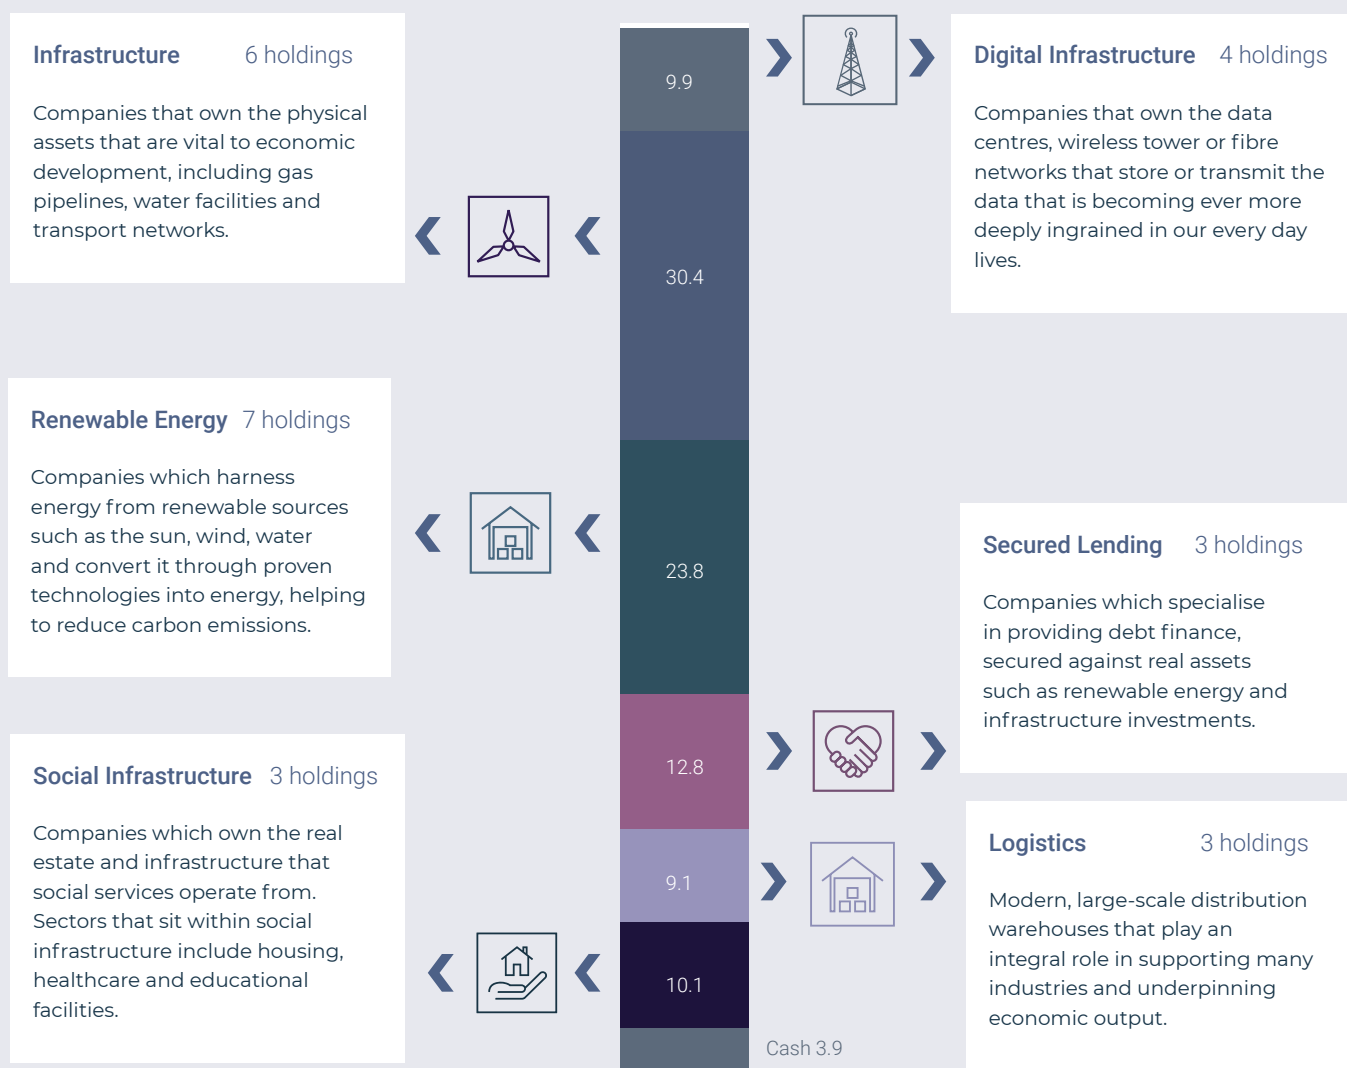 Infrastructure 6 holdings
Companies that own the physical
assets that are vital to economic
development, including gas
pipelines, water facilities and
transport networks.
Renewable Energy 7 holdings
Companies which harness
energy from renewable sources
such as the sun, wind, water
and convert it through proven
technologies into energy, helping
to reduce carbon emissions.
Social Infrastructure 3 holdings
Companies which own the real
estate and infrastructure that
social services operate from.
Sectors that sit within social
infrastructure include housing,
healthcare and educational
facilities.
9.9
30.4
23.8
12.8
9.1
10.1
Cash 3.9
Digital Infrastructure 4 holdings
Companies that own the data
centres, wireless tower or fibre
networks that store or transmit the
data that is becoming ever more
deeply ingrained in our every day
lives.
Secured Lending 3 holdings
Companies which specialise
in providing debt finance,
secured against real assets
such as renewable energy and
infrastructure investments.
Logistics 3 holdings
Modern, large-scale distribution
warehouses that play an
integral role in supporting many
industries and underpinning
economic output.